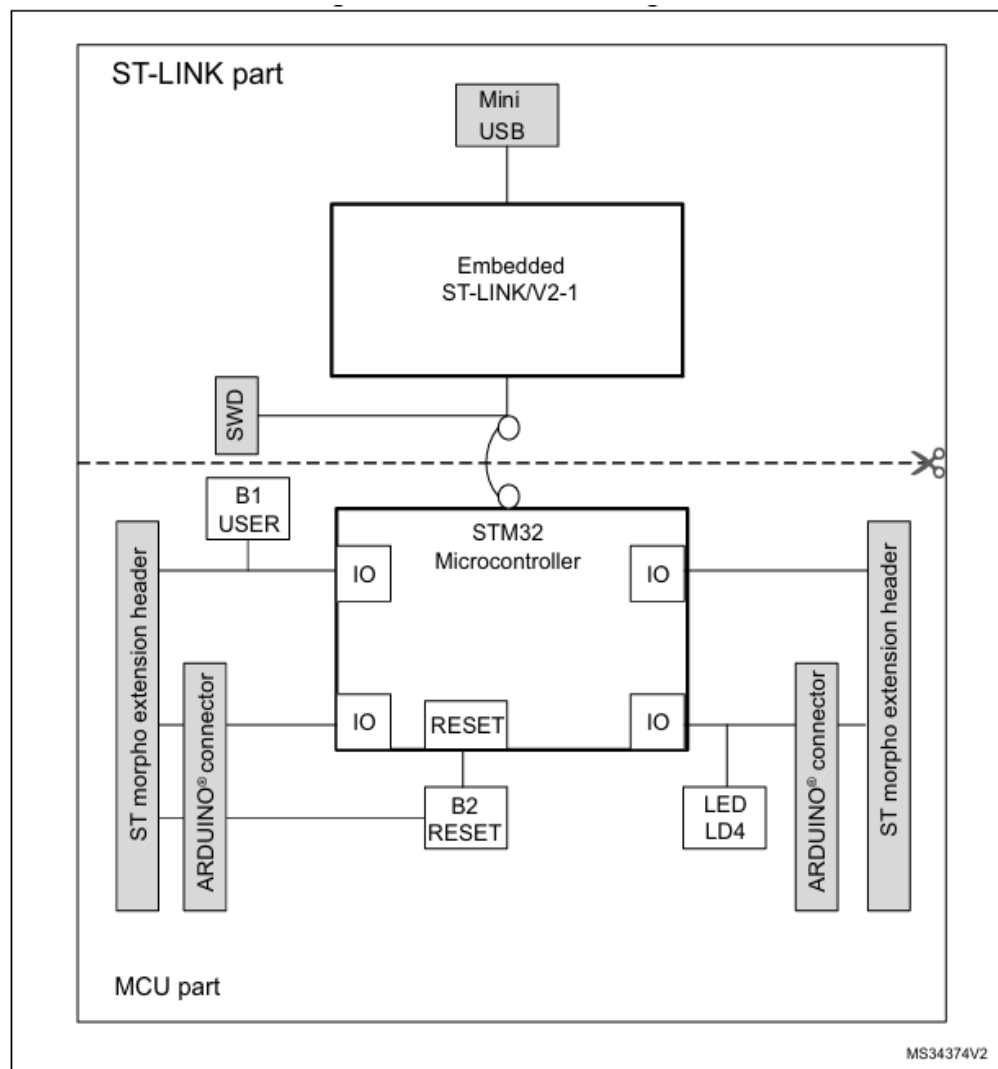 ST-LINK part
Mini
USB
Embedded
ST-LINK/V2-1
SWD
B1
USER
STM32
Microcontroller
IO
IO
ST morpho extension header
ARDUINO® connector
IO
RESET
IO
B2
RESET
LED
LD4
ARDUINO® connector
ST morpho extension header
MCU part
MS34374V2